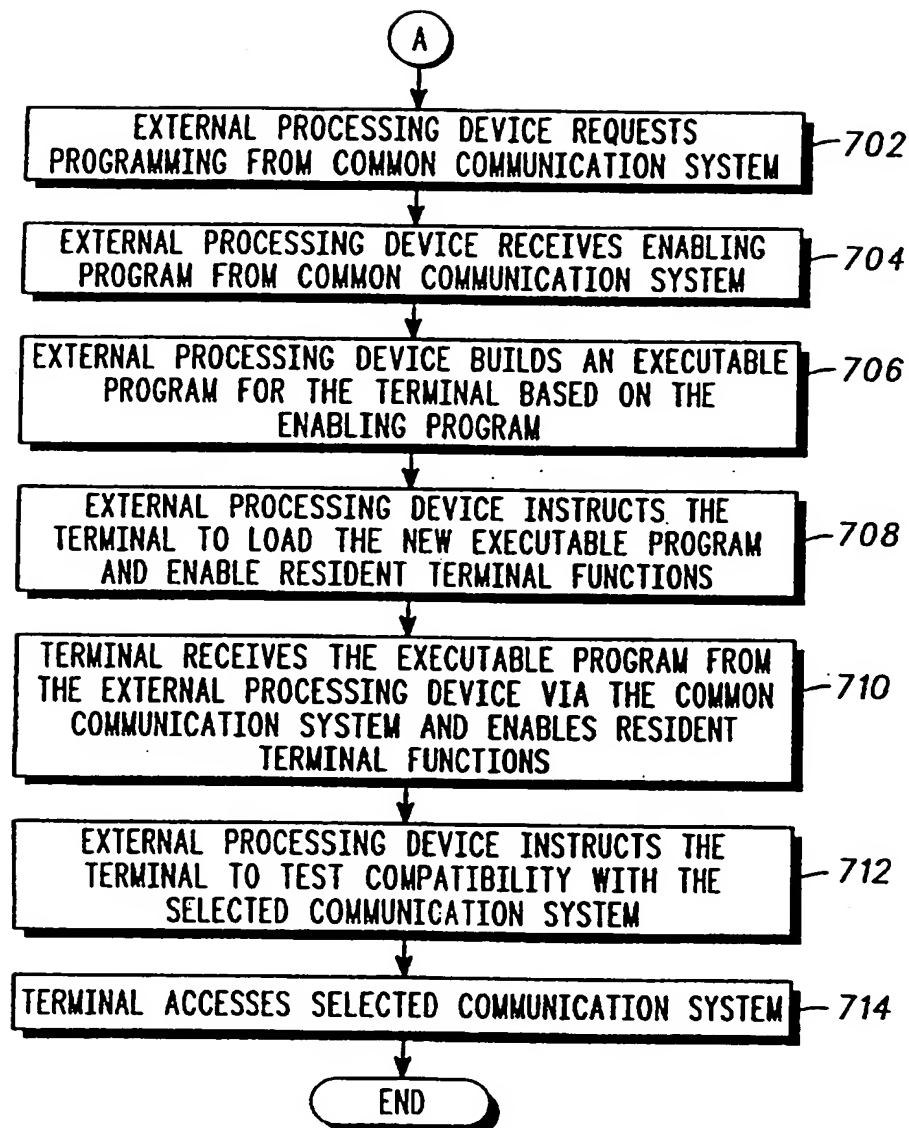 A
EXTERNAL PROCESSING DEVICE REQUESTS
PROGRAMMING FROM COMMON COMMUNICATION SYSTEM
702
EXTERNAL PROCESSING DEVICE RECEIVES ENABLING
PROGRAM FROM COMMON COMMUNICATION SYSTEM
704
EXTERNAL PROCESSING DEVICE BUILDS AN EXECUTABLE
PROGRAM FOR THE TERMINAL BASED ON THE
ENABLING PROGRAM
706
EXTERNAL PROCESSING DEVICE INSTRUCTS THE
TERMINAL TO LOAD THE NEW EXECUTABLE PROGRAM
AND ENABLE RESIDENT TERMINAL FUNCTIONS
708
TERMINAL RECEIVES THE EXECUTABLE PROGRAM FROM
THE EXTERNAL PROCESSING DEVICE VIA THE COMMON
COMMUNICATION SYSTEM AND ENABLES RESIDENT
TERMINAL FUNCTIONS
710
EXTERNAL PROCESSING DEVICE INSTRUCTS THE
TERMINAL TO TEST COMPATIBILITY WITH THE
SELECTED COMMUNICATION SYSTEM
712
TERMINAL ACCESSES SELECTED COMMUNICATION SYSTEM
714
END